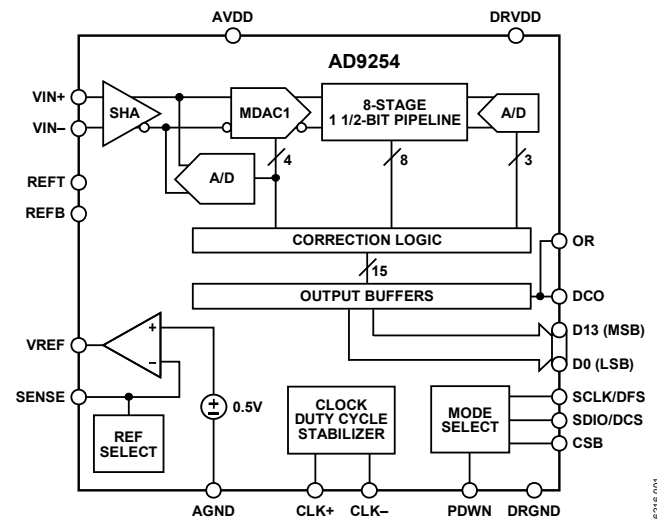 AVDD
DRVDD
AD9254
VIN+
VIN–
SHA
MDAC1
8-STAGE
1 1/2-BIT PIPELINE
A/D
4
8
3
A/D
REFT
REFB
CORRECTION LOGIC
OR
15
OUTPUT BUFFERS
DCO
D13 (MSB)
VREF
+
–
D0 (LSB)
SENSE
REF
SELECT
0.5V
CLOCK
DUTY CYCLE
STABILIZER
MODE
SELECT
SCLK/DFS
SDIO/DCS
CSB
AGND
CLK+
CLK–
PDWN
DRGND